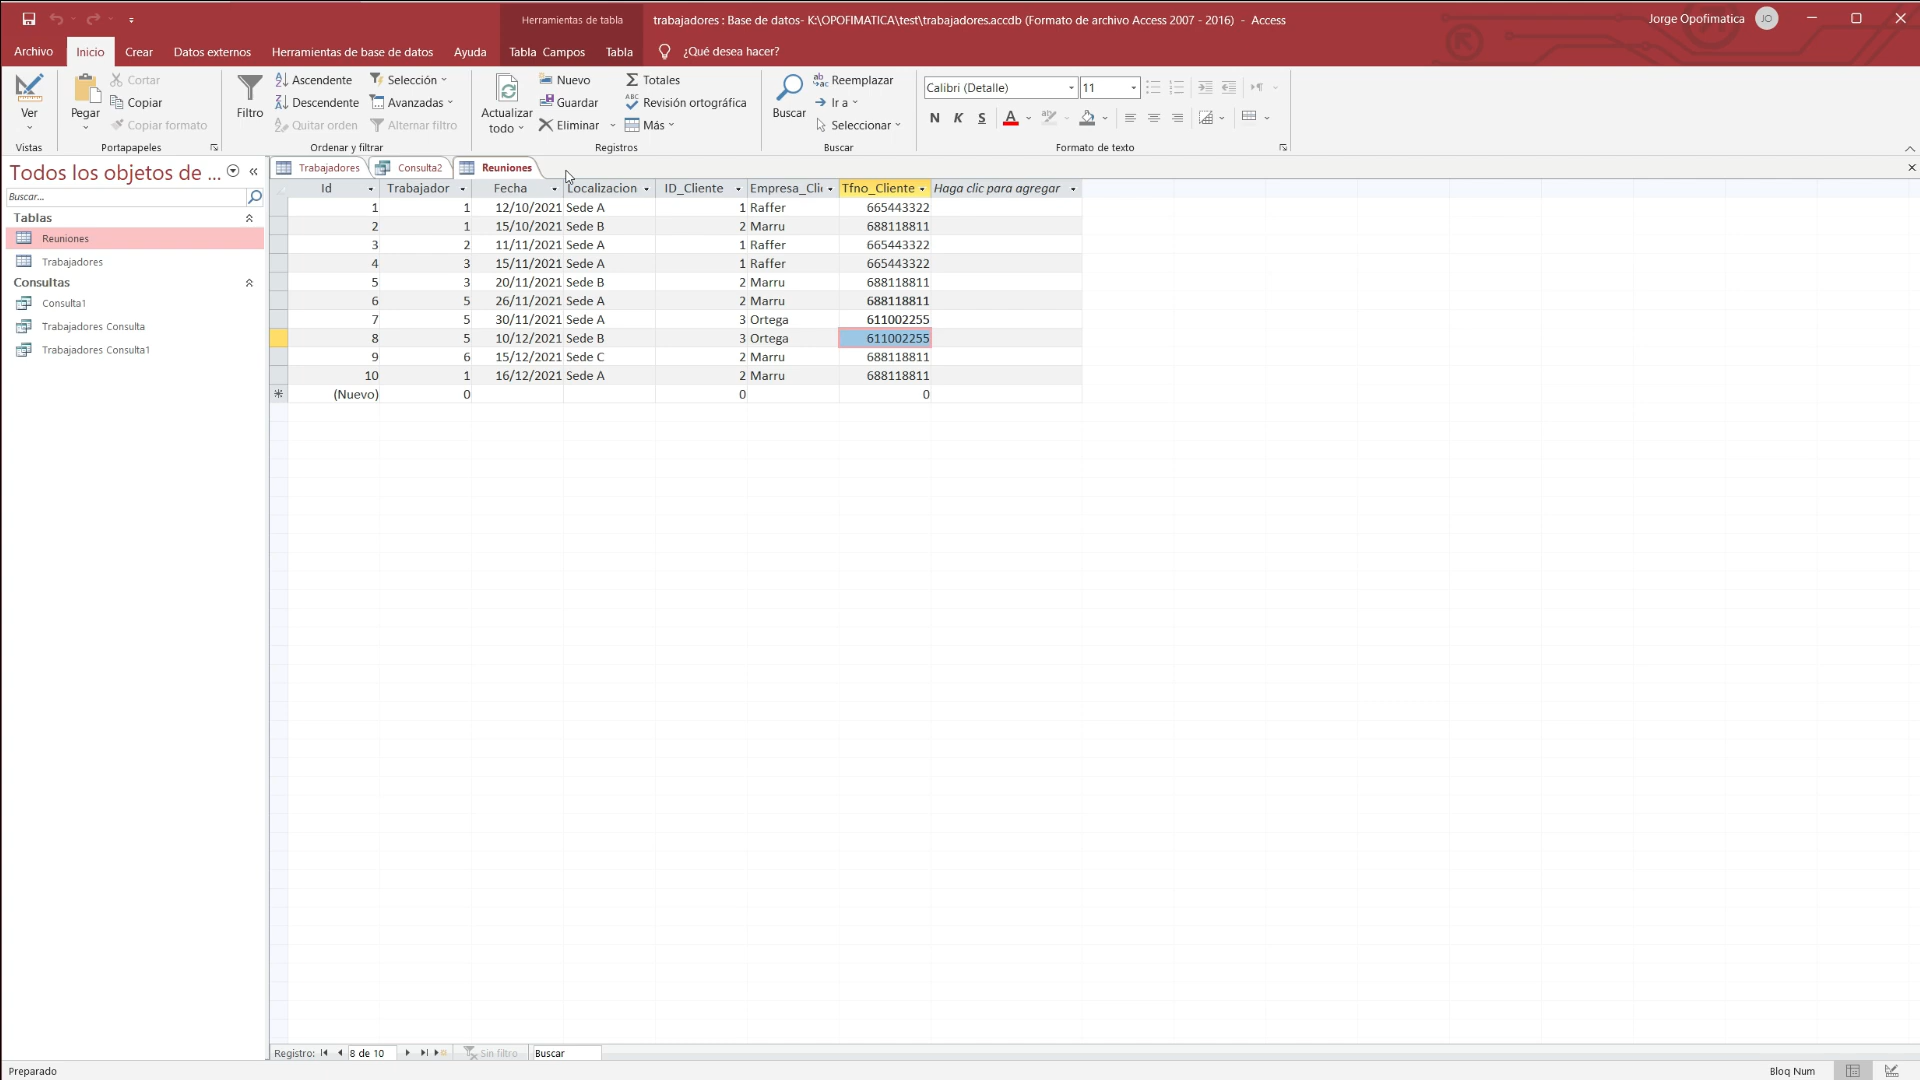 Herramientas de tabla
trabajadores : Base de datos- K:\OPOFIMATICA\test\trabajadores.accdb (Formato de archivo Access 2007 - 2016) - Access
Jorge Opofimatica JO
Archivo Inicio Crear Datos externos Herramientas de base de datos Ayuda Tabla Campos Tabla ¿Qué desea hacer?
Ver
Pegar
Cortar
Copiar
Copiar formato
Filtro
Ascendente
Descendente
Quitar orden
Selección
Avanzadas
Alternar filtro
Actualizar
todo
Nuevo
Guardar
Eliminar
Totales
Revisión ortográfica
Más
Buscar
Reemplazar
Ir a
Seleccionar
Calibri (Detalle) 11
N K S A
Vistas Portapapeles Ordenar y filtrar Registros Buscar Formato de texto
Todos los objetos de ...
Buscar...
Tablas
Reuniones
Trabajadores
Consultas
Consulta1
Trabajadores Consulta
Trabajadores Consulta1
Trabajadores Consulta2 Reuniones
Id Trabajador Fecha Localizacion ID_Cliente Empresa_Cli Tfno_Cliente Haga clic para agregar
1 1 12/10/2021 Sede A 1 Raffer 665443322
2 1 15/10/2021 Sede B 2 Marru 688118811
3 2 11/11/2021 Sede A 1 Raffer 665443322
4 3 15/11/2021 Sede A 1 Raffer 665443322
5 3 20/11/2021 Sede B 2 Marru 688118811
6 5 26/11/2021 Sede A 2 Marru 688118811
7 5 30/11/2021 Sede A 3 Ortega 611002255
8 5 10/12/2021 Sede B 3 Ortega 611002255
9 6 15/12/2021 Sede C 2 Marru 688118811
10 1 16/12/2021 Sede A 2 Marru 688118811
(Nuevo) 0 0 0
Registro: 8 de 10 Sin filtro Buscar
Preparado Bloq Num